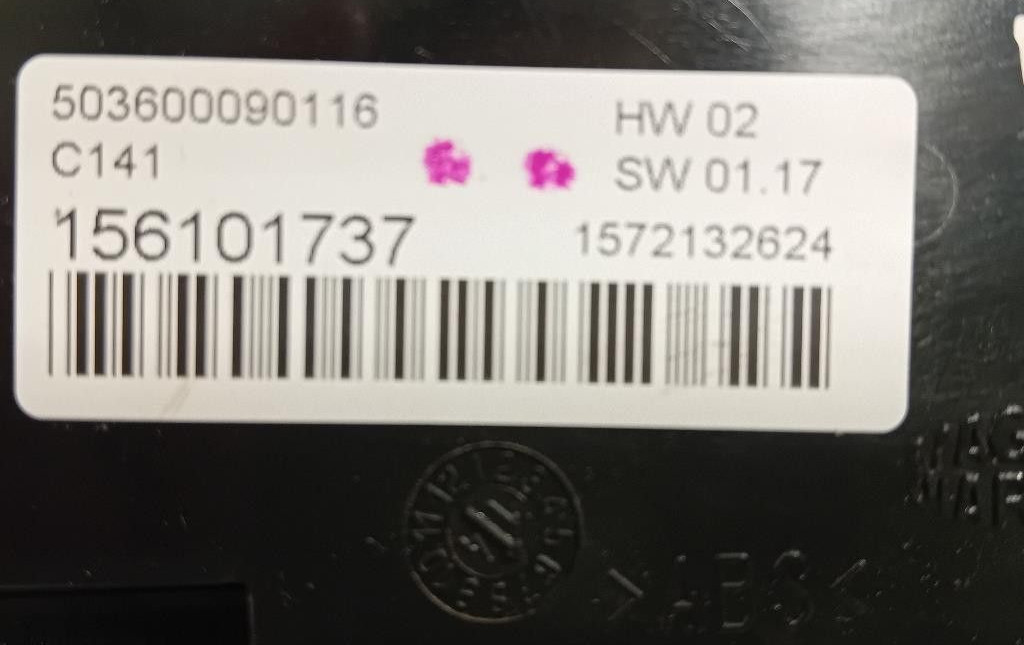 503600090116
HW 02
C141
SW 01.17
156101737
1572132624
>ABS<